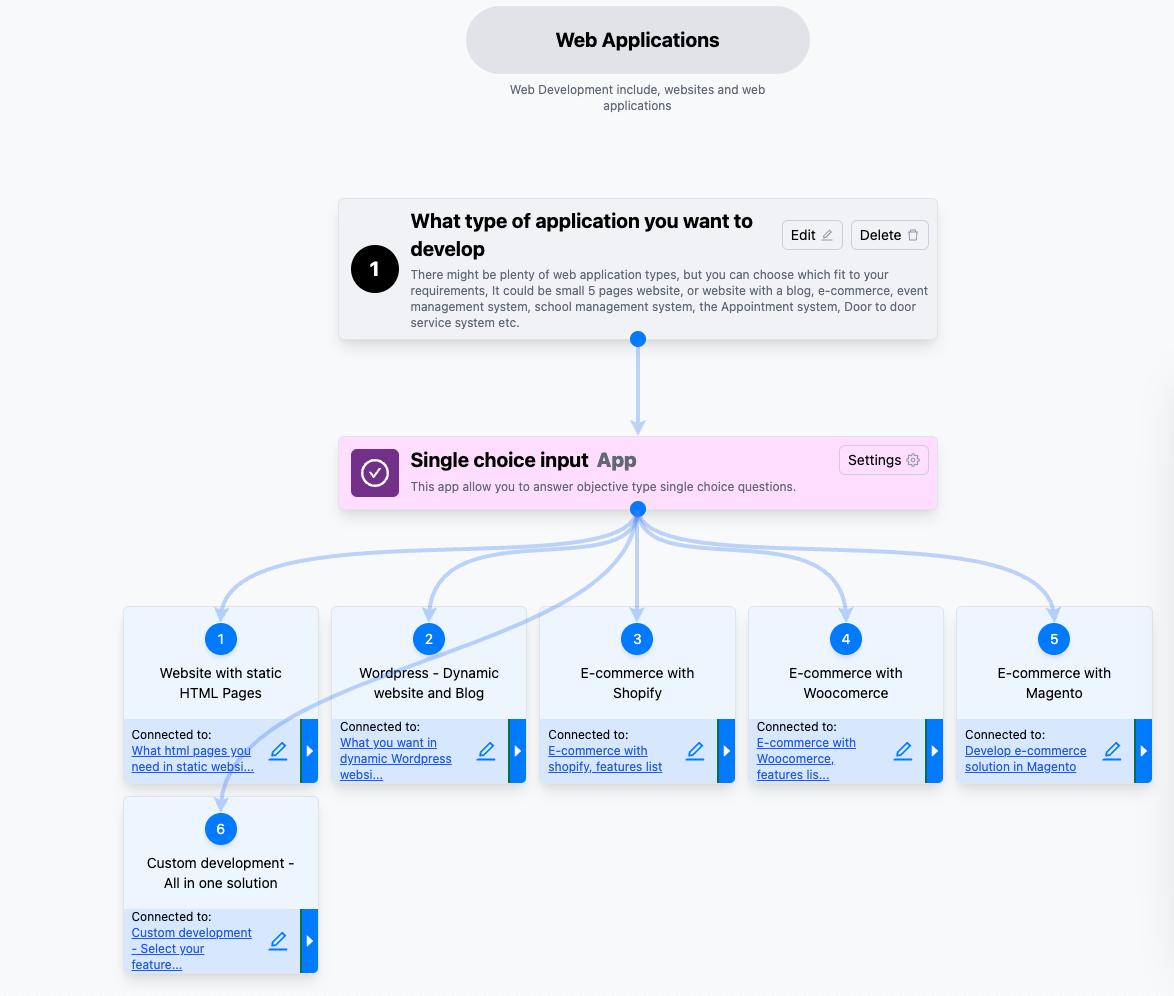 Web Applications
Web Development include, websites and web
applications
What type of application you want to
develop
Edit
Delete
1
There might be plenty of web application types, but you can choose which fit to your
requirements, It could be small 5 pages website, or website with a blog, e-commerce, event
management system, school management system, the Appointment system, Door to door
service system etc.
Single choice input App
Settings
This app allow you to answer objective type single choice questions.
1
Website with static
HTML Pages
Connected to:
What html pages you
need in static websi...
2
Wordpress - Dynamic
website and Blog
Connected to:
What you want in
dynamic Wordpress
websi...
3
E-commerce with
Shopify
Connected to:
E-commerce with
shopify, features list
4
E-commerce with
Woocomerce
Connected to:
E-commerce with
Woocomerce,
features lis...
5
E-commerce with
Magento
Connected to:
Develop e-commerce
solution in Magento
6
Custom development -
All in one solution
Connected to:
Custom development
- Select your
feature...